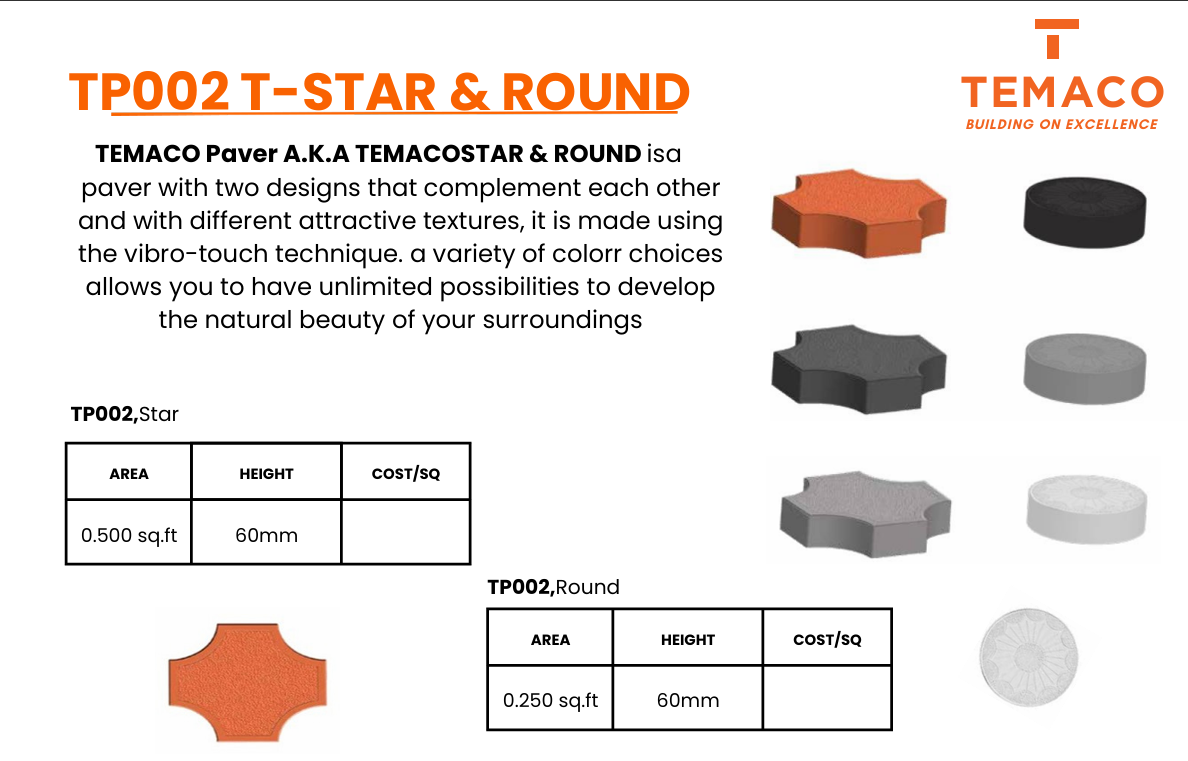 TEMACO
BUILDING ON EXCELLENCE
TP002 T-STAR & ROUND
TEMACO Paver A.K.A TEMACOSTAR & ROUND isa
paver with two designs that complement each other
and with different attractive textures, it is made using
the vibro-touch technique. a variety of colorr choices
allows you to have unlimited possibilities to develop
the natural beauty of your surroundings
TP002,Star
AREA HEIGHT COST/SQ
0.500 sq.ft 60mm
TP002,Round
AREA HEIGHT COST/SQ
0.250 sq.ft 60mm